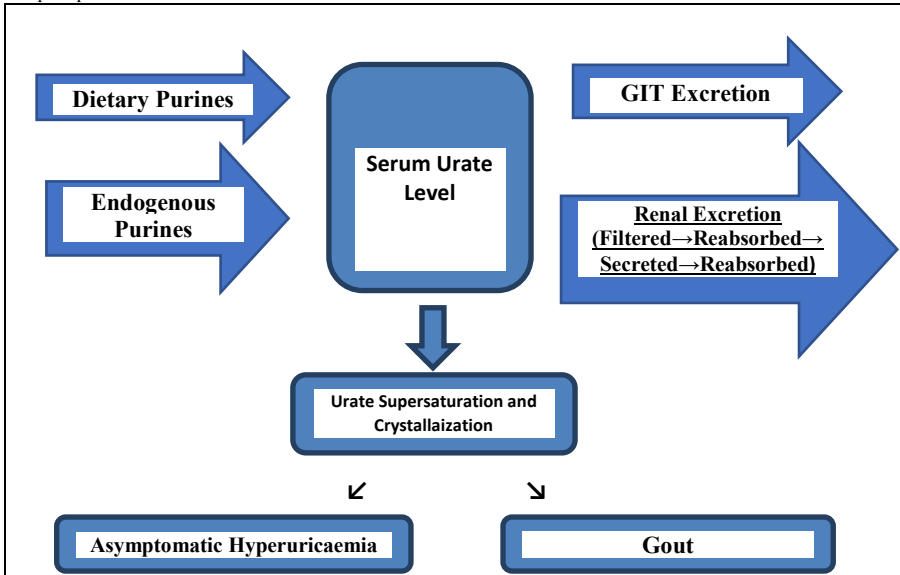 Dietary Purines
GIT Excretion
Serum Urate
Level
Endogenous
Purines
Renal Excretion
(Filtered→Reabsorbed→
Secreted→Reabsorbed)
Urate Supersaturation and
Crystallaization
Asymptomatic Hyperuricaemia
Gout